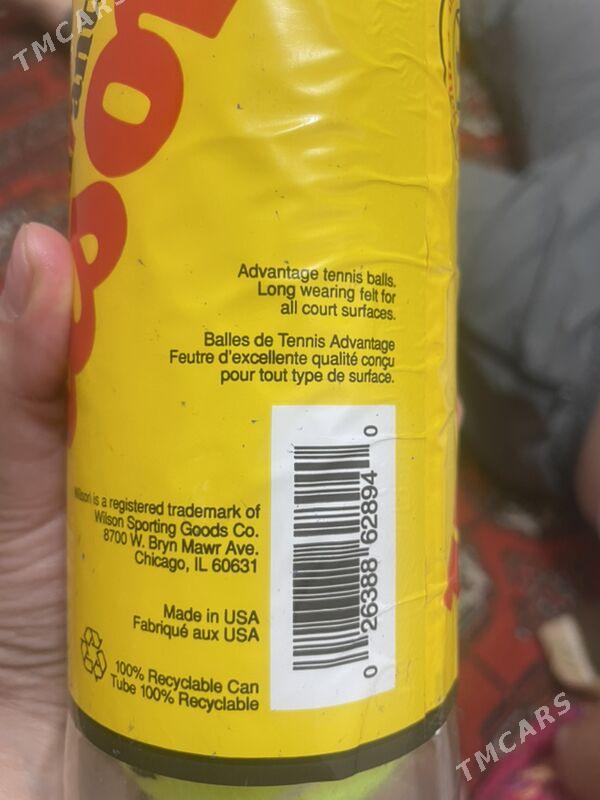 TMCARS
Advantage tennis balls.
Long wearing felt for
all court surfaces.
Balles de Tennis Advantage
Feutre d'excellente qualité conçu
pour tout type de surface.
Wilson is a registered trademark of
Wilson Sporting Goods Co.
8700 W. Bryn Mawr Ave.
Chicago, IL 60631
Made in USA
Fabriqué aux USA
100% Recyclable Can
Tube 100% Recyclable
0 26388 62894 0
TMCARS